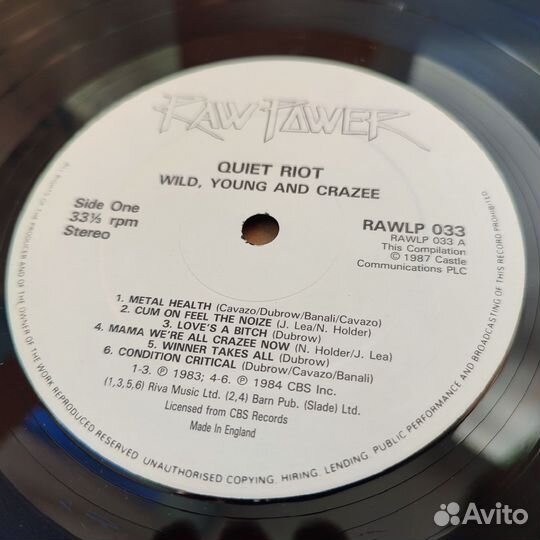 RAW POWER
QUIET RIOT
WILD, YOUNG AND CRAZEE
Side One
33⅓ rpm
Stereo
RAWLP 033
RAWLP 033 A
This Compilation
© 1987 Castle
Communications PLC
1. METAL HEALTH (Cavazo/Dubrow/Banali/Cavazo)
2. CUM ON FEEL THE NOIZE (J. Lea/N. Holder)
3. LOVE'S A BITCH (Dubrow)
4. MAMA WE'RE ALL CRAZEE NOW (N. Holder/J. Lea)
5. WINNER TAKES ALL (Dubrow)
6. CONDITION CRITICAL (Dubrow/Cavazo/Banali)
1-3. ℗ 1983; 4-6. ℗ 1984 CBS Inc.
(1,3,5,6) Riva Music Ltd. (2,4) Barn Pub. (Slade) Ltd.
Licensed from CBS Records
Made in England
All RIGHTS OF THE PRODUCER AND OF THE OWNER OF THE WORK REPRODUCED RESERVED. UNAUTHORISED COPYING, HIRING, LENDING, PUBLIC PERFORMANCE AND BROADCASTING OF THIS RECORD PROHIBITED
Avito